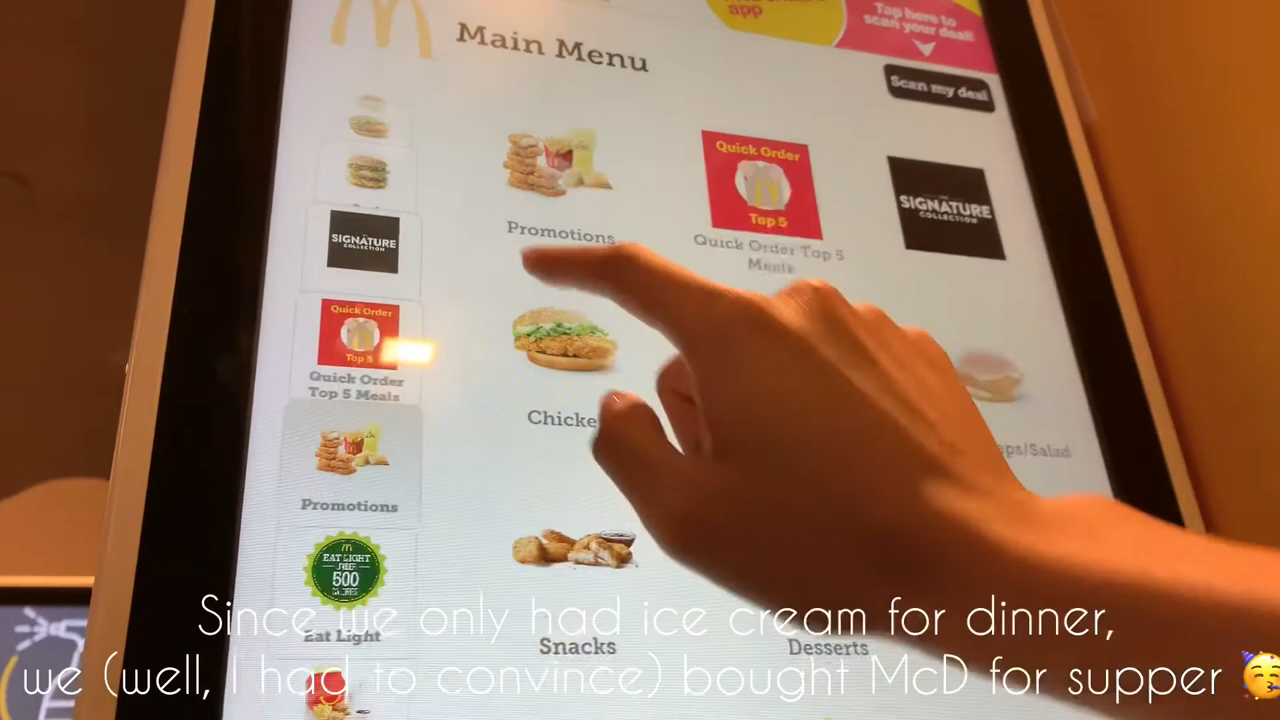 app
Tap here to
scan your deal!
Main Menu
Scan my deal
Quick Order
Top 5
SIGNATURE
COLLECTION
Promotions
Quick Order Top 5
Meals
SIGNATURE
COLLECTION
Quick Order
Top 5
Quick Order
Top 5 Meals
Promotions
EAT LIGHT
500
Eat Light
Snacks
Desserts
Since we only had ice cream for dinner,
we (well, I had to convince) bought McD for supper 🥳